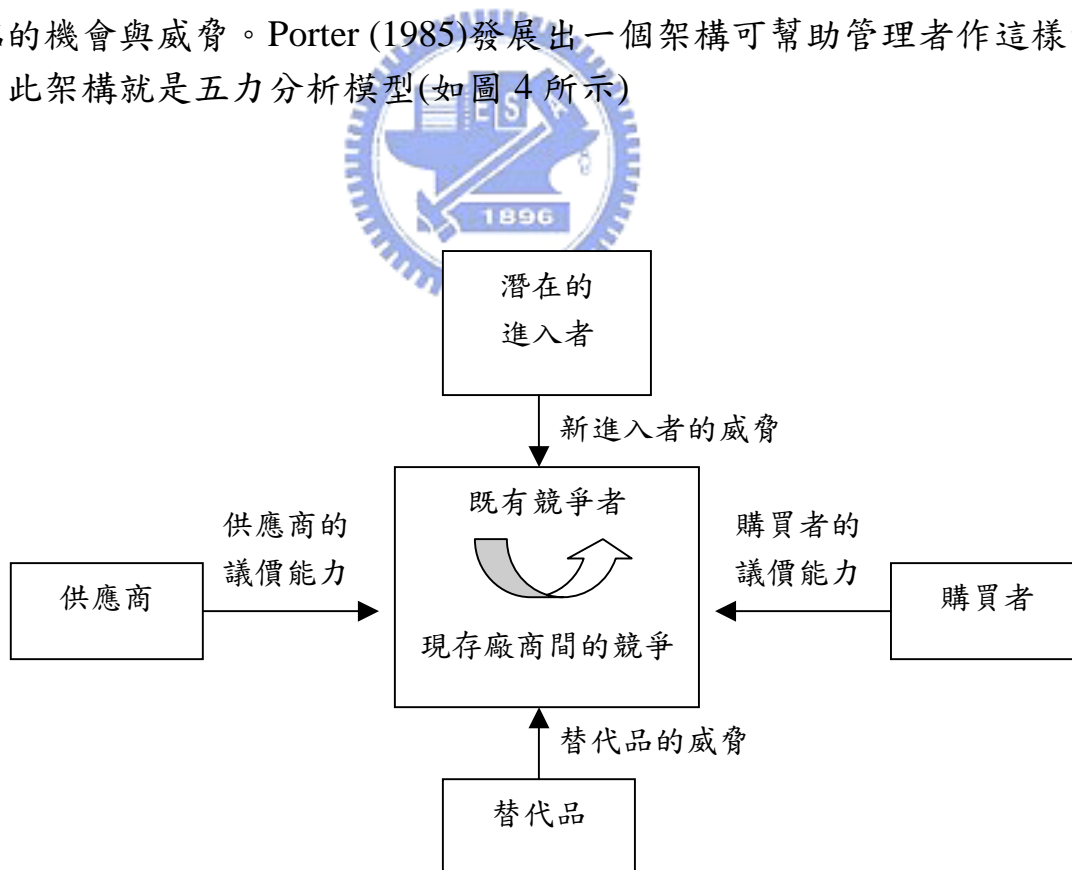 的機會與威脅。Porter (1985)發展出一個架構可幫助管理者作這樣
此架構就是五力分析模型(如圖 4 所示)
ES A
1896
潛在的
進入者
新進入者的威脅
既有競爭者
供應商的
議價能力
購買者的
議價能力
供應商
購買者
現存廠商間的競爭
替代品的威脅
替代品